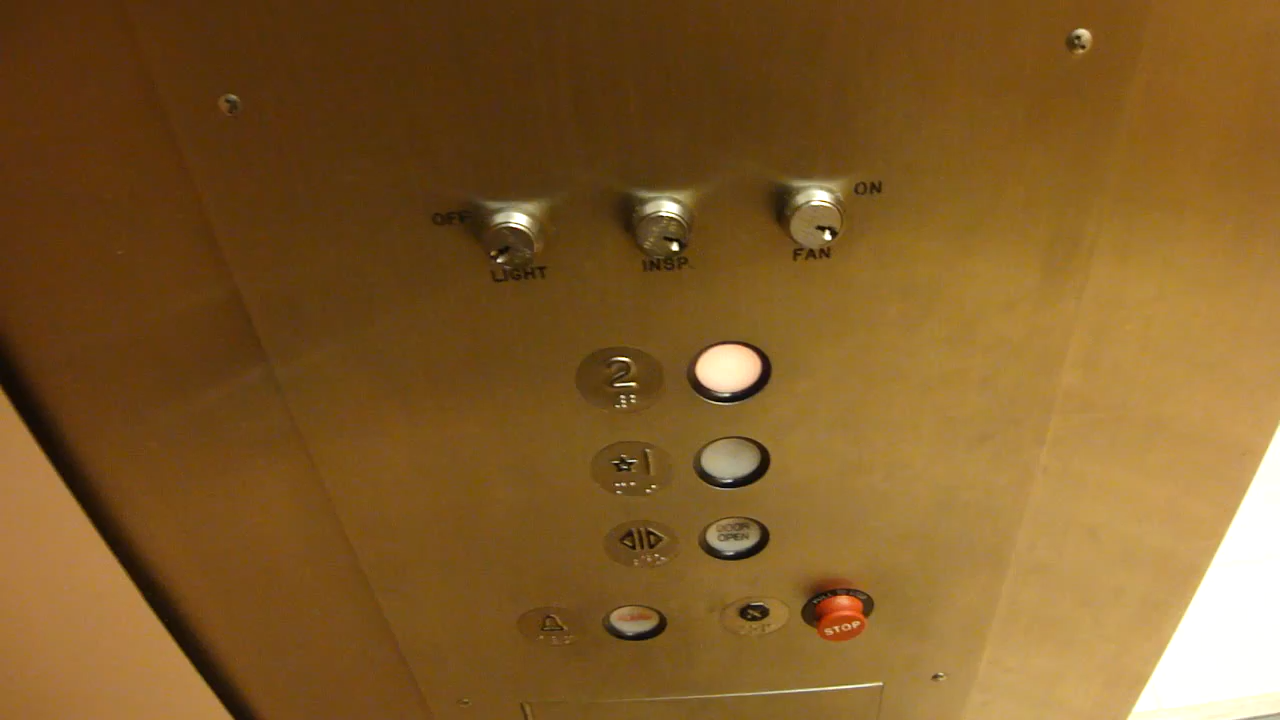 OFF
ON
LIGHT
INSP.
FAN
2
★1
DOOR
OPEN
STOP